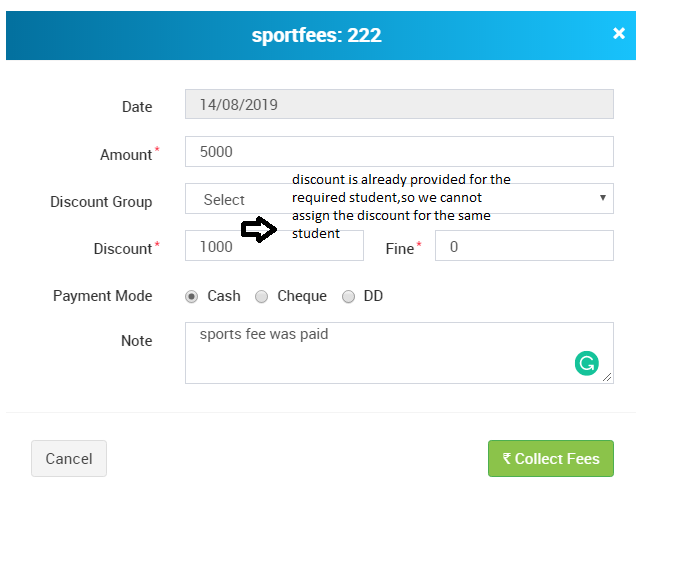 sportfees: 222 ×
Date 14/08/2019
Amount* 5000
discount is already provided for the
Discount Group Select required student,so we cannot
assign the discount for the same
student
Discount* 1000 Fine* 0
Payment Mode Cash Cheque DD
Note sports fee was paid
Cancel ₹ Collect Fees